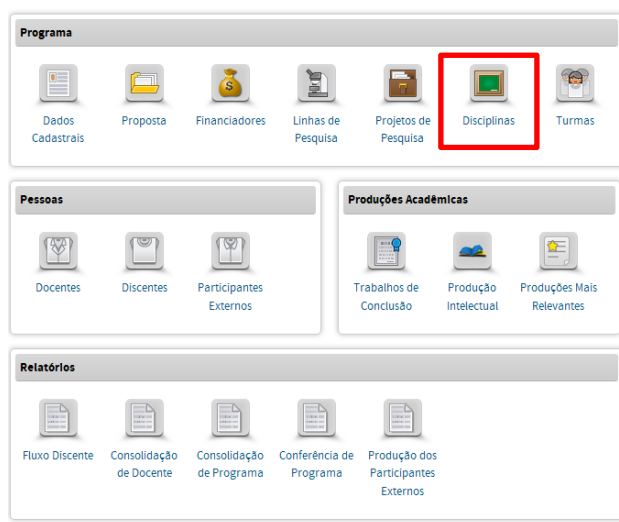 Programa
Dados
Cadastrais
Proposta
Financiadores
Linhas de
Pesquisa
Projetos de
Pesquisa
Disciplinas
Turmas
Pessoas
Docentes
Discentes
Participantes
Externos
Produções Acadêmicas
Trabalhos de
Conclusão
Produção
Intelectual
Produções Mais
Relevantes
Relatórios
Fluxo Discente
Consolidação
de Docente
Consolidação
de Programa
Conferência de
Programa
Produção dos
Participantes
Externos